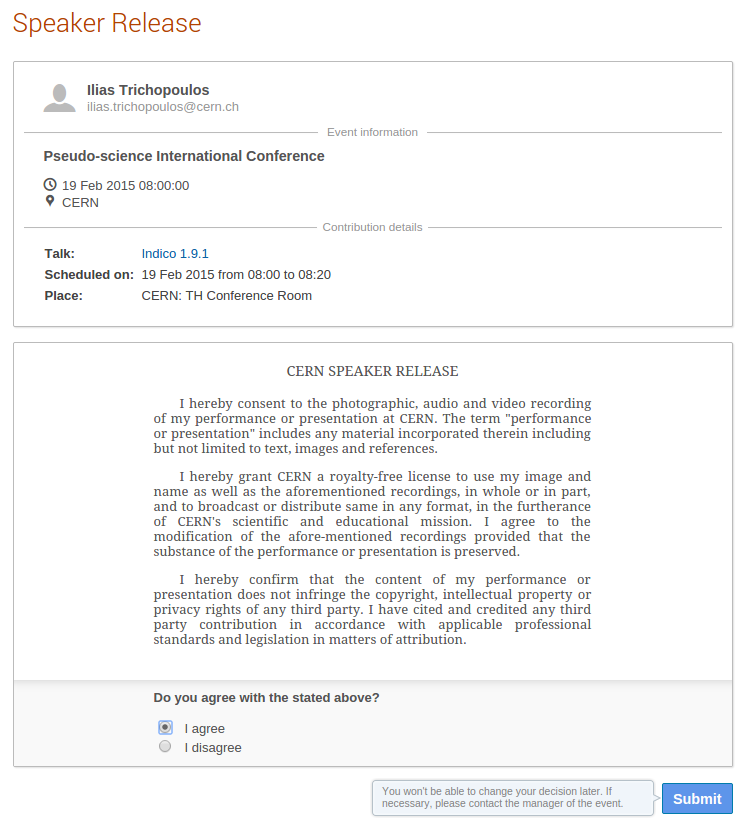 Speaker Release
Ilias Trichopoulos
ilias.trichopoulos@cern.ch
Event information
Pseudo-science International Conference
19 Feb 2015 08:00:00
CERN
Contribution details
Talk: Indico 1.9.1
Scheduled on: 19 Feb 2015 from 08:00 to 08:20
Place: CERN: TH Conference Room
CERN SPEAKER RELEASE
I hereby consent to the photographic, audio and video recording
of my performance or presentation at CERN. The term "performance
or presentation" includes any material incorporated therein including
but not limited to text, images and references.
I hereby grant CERN a royalty-free license to use my image and
name as well as the aforementioned recordings, in whole or in part,
and to broadcast or distribute same in any format, in the furtherance
of CERN's scientific and educational mission. I agree to the
modification of the afore-mentioned recordings provided that the
substance of the performance or presentation is preserved.
I hereby confirm that the content of my performance or
presentation does not infringe the copyright, intellectual property or
privacy rights of any third party. I have cited and credited any third
party contribution in accordance with applicable professional
standards and legislation in matters of attribution.
Do you agree with the stated above?
I agree
I disagree
You won't be able to change your decision later. If
necessary, please contact the manager of the event.
Submit